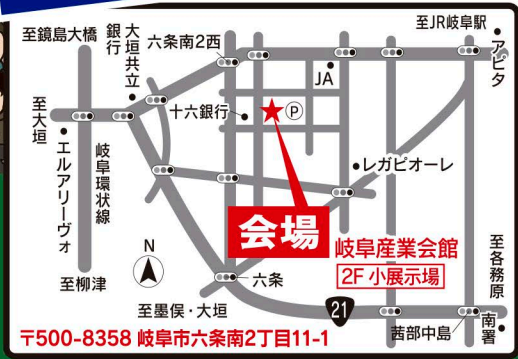 至鏡島大橋
大垣共立
銀行
六条南2西
至JR岐阜駅
アピタ
JA
至大垣
十六銀行
P
エルアリーヴォ
岐阜環状線
レガピオーレ
会場
岐阜産業会館
2F 小展示場
N
至柳津
六条
至各務原
至墨俣・大垣
21
茜部中島
南署
〒500-8358 岐阜市六条南2丁目11-1